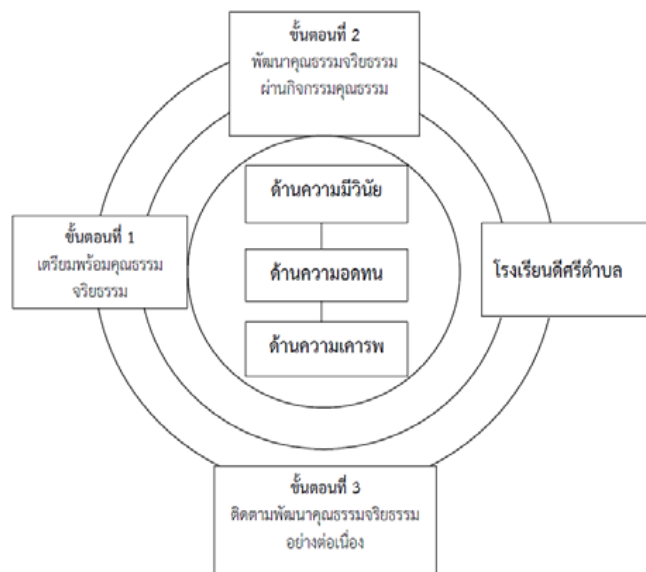 ขั้นตอนที่ 2
พัฒนาคุณธรรมจริยธรรม
ผ่านกิจกรรมคุณธรรม
ด้านความมีวินัย
ขั้นตอนที่ 1
เตรียมพร้อมคุณธรรม
จริยธรรม
ด้านความอดทน
โรงเรียนดีศรีตำบล
ด้านความเคารพ
ขั้นตอนที่ 3
ติดตามพัฒนาคุณธรรมจริยธรรม
อย่างต่อเนื่อง